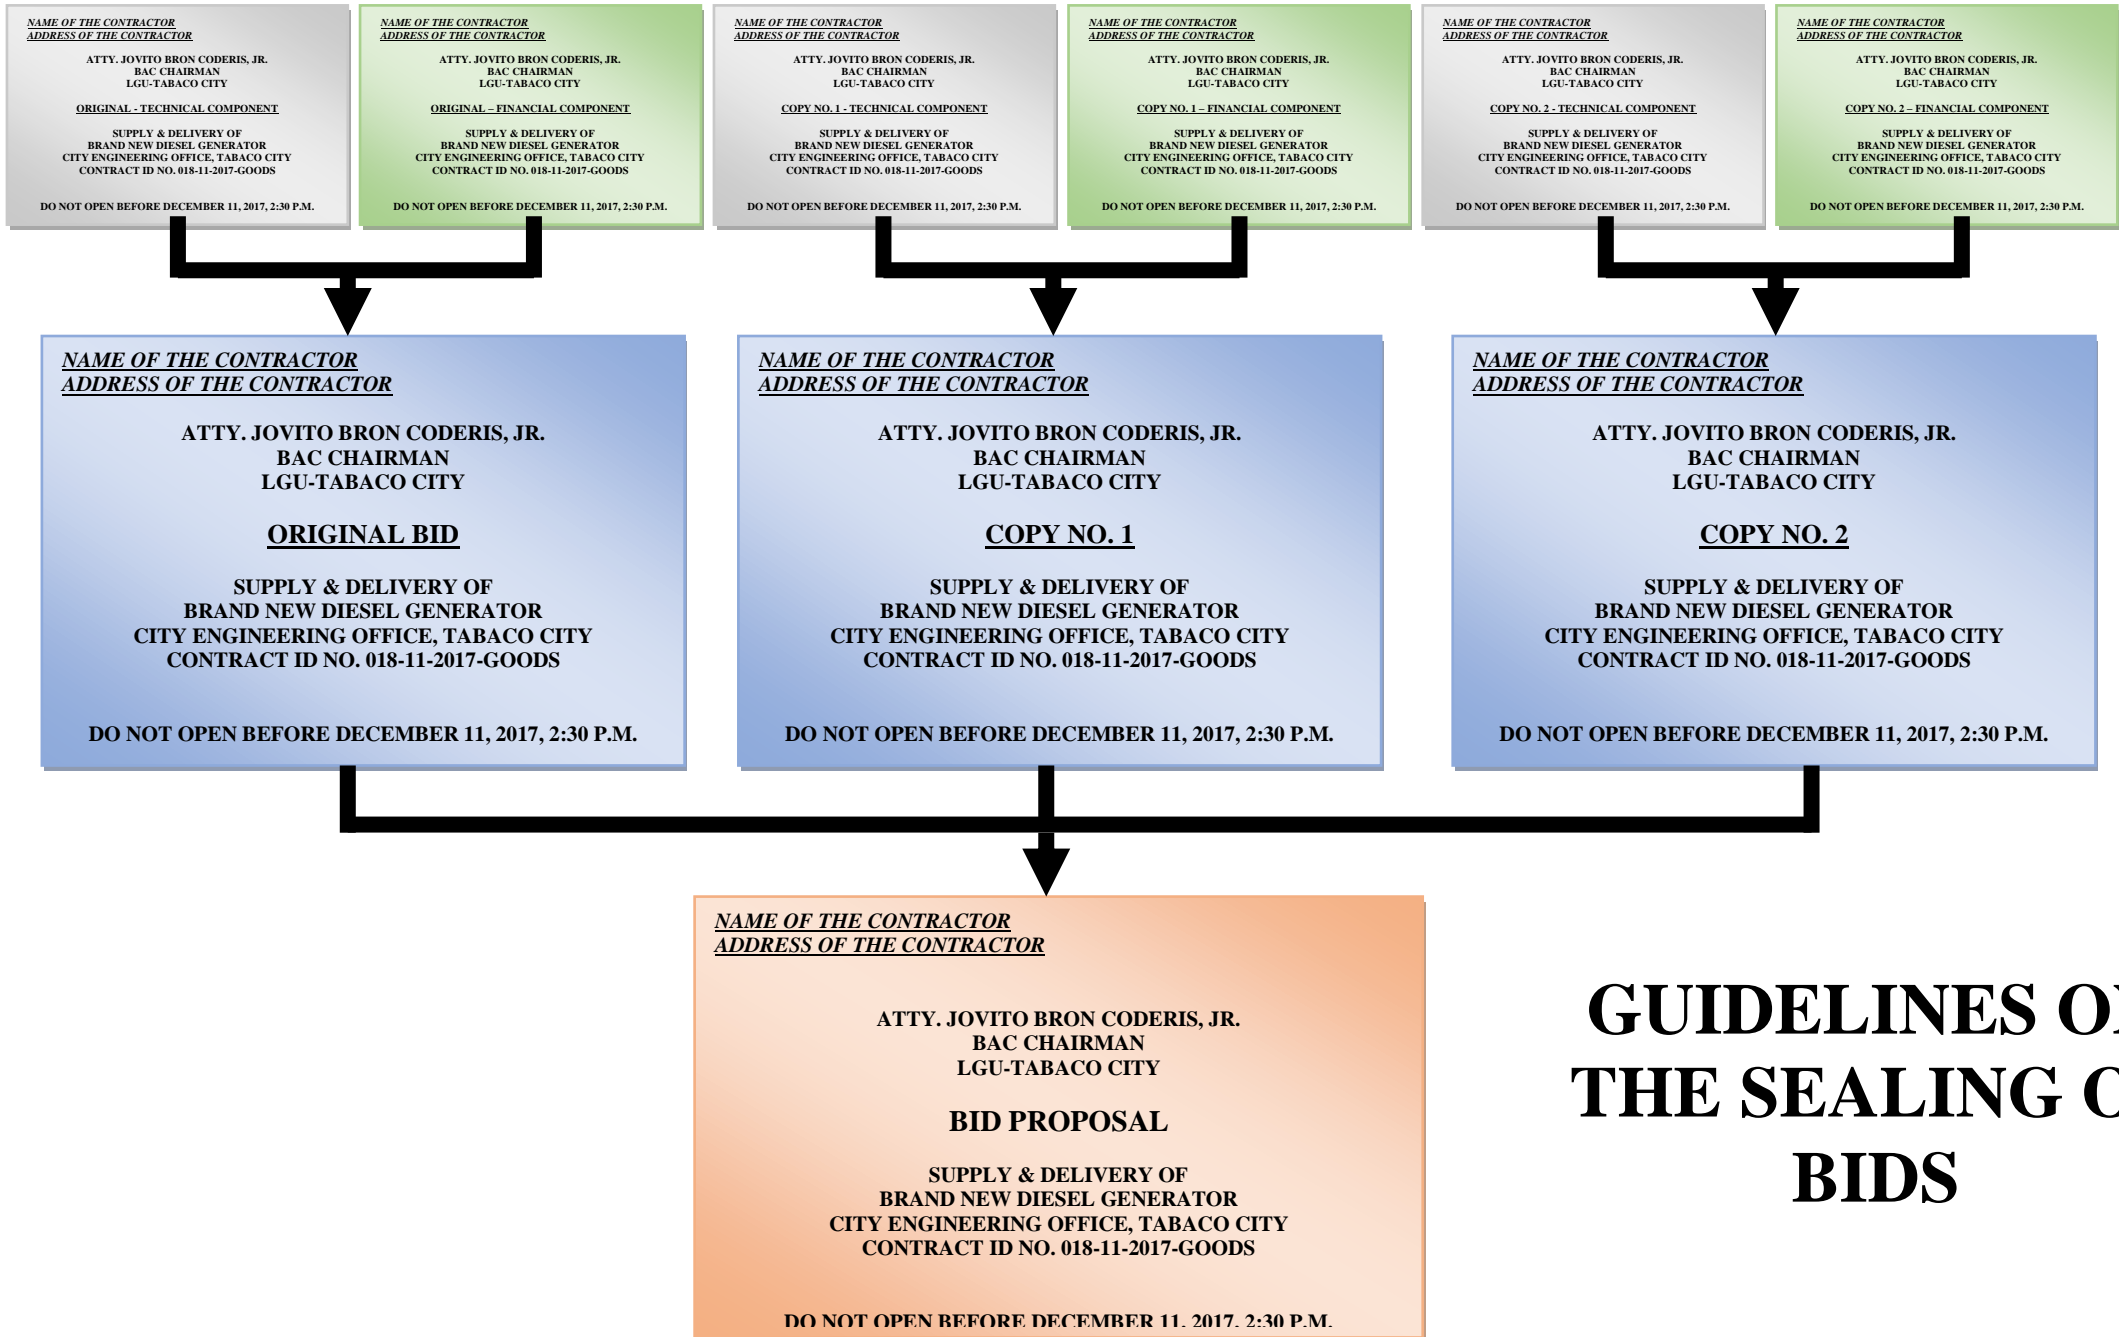 NAME OF THE CONTRACTOR
ADDRESS OF THE CONTRACTOR
ATTY. JOVITO BRON CODERIS, JR.
BAC CHAIRMAN
LGU-TABACO CITY
ORIGINAL - TECHNICAL COMPONENT
SUPPLY & DELIVERY OF
BRAND NEW DIESEL GENERATOR
CITY ENGINEERING OFFICE, TABACO CITY
CONTRACT ID NO. 018-11-2017-GOODS
DO NOT OPEN BEFORE DECEMBER 11, 2017, 2:30 P.M.
NAME OF THE CONTRACTOR
ADDRESS OF THE CONTRACTOR
ATTY. JOVITO BRON CODERIS, JR.
BAC CHAIRMAN
LGU-TABACO CITY
ORIGINAL – FINANCIAL COMPONENT
SUPPLY & DELIVERY OF
BRAND NEW DIESEL GENERATOR
CITY ENGINEERING OFFICE, TABACO CITY
CONTRACT ID NO. 018-11-2017-GOODS
DO NOT OPEN BEFORE DECEMBER 11, 2017, 2:30 P.M.
NAME OF THE CONTRACTOR
ADDRESS OF THE CONTRACTOR
ATTY. JOVITO BRON CODERIS, JR.
BAC CHAIRMAN
LGU-TABACO CITY
COPY NO. 1 - TECHNICAL COMPONENT
SUPPLY & DELIVERY OF
BRAND NEW DIESEL GENERATOR
CITY ENGINEERING OFFICE, TABACO CITY
CONTRACT ID NO. 018-11-2017-GOODS
DO NOT OPEN BEFORE DECEMBER 11, 2017, 2:30 P.M.
NAME OF THE CONTRACTOR
ADDRESS OF THE CONTRACTOR
ATTY. JOVITO BRON CODERIS, JR.
BAC CHAIRMAN
LGU-TABACO CITY
COPY NO. 1 – FINANCIAL COMPONENT
SUPPLY & DELIVERY OF
BRAND NEW DIESEL GENERATOR
CITY ENGINEERING OFFICE, TABACO CITY
CONTRACT ID NO. 018-11-2017-GOODS
DO NOT OPEN BEFORE DECEMBER 11, 2017, 2:30 P.M.
NAME OF THE CONTRACTOR
ADDRESS OF THE CONTRACTOR
ATTY. JOVITO BRON CODERIS, JR.
BAC CHAIRMAN
LGU-TABACO CITY
COPY NO. 2 - TECHNICAL COMPONENT
SUPPLY & DELIVERY OF
BRAND NEW DIESEL GENERATOR
CITY ENGINEERING OFFICE, TABACO CITY
CONTRACT ID NO. 018-11-2017-GOODS
DO NOT OPEN BEFORE DECEMBER 11, 2017, 2:30 P.M.
NAME OF THE CONTRACTOR
ADDRESS OF THE CONTRACTOR
ATTY. JOVITO BRON CODERIS, JR.
BAC CHAIRMAN
LGU-TABACO CITY
COPY NO. 2 – FINANCIAL COMPONENT
SUPPLY & DELIVERY OF
BRAND NEW DIESEL GENERATOR
CITY ENGINEERING OFFICE, TABACO CITY
CONTRACT ID NO. 018-11-2017-GOODS
DO NOT OPEN BEFORE DECEMBER 11, 2017, 2:30 P.M.
NAME OF THE CONTRACTOR
ADDRESS OF THE CONTRACTOR
ATTY. JOVITO BRON CODERIS, JR.
BAC CHAIRMAN
LGU-TABACO CITY
ORIGINAL BID
SUPPLY & DELIVERY OF
BRAND NEW DIESEL GENERATOR
CITY ENGINEERING OFFICE, TABACO CITY
CONTRACT ID NO. 018-11-2017-GOODS
DO NOT OPEN BEFORE DECEMBER 11, 2017, 2:30 P.M.
NAME OF THE CONTRACTOR
ADDRESS OF THE CONTRACTOR
ATTY. JOVITO BRON CODERIS, JR.
BAC CHAIRMAN
LGU-TABACO CITY
COPY NO. 1
SUPPLY & DELIVERY OF
BRAND NEW DIESEL GENERATOR
CITY ENGINEERING OFFICE, TABACO CITY
CONTRACT ID NO. 018-11-2017-GOODS
DO NOT OPEN BEFORE DECEMBER 11, 2017, 2:30 P.M.
NAME OF THE CONTRACTOR
ADDRESS OF THE CONTRACTOR
ATTY. JOVITO BRON CODERIS, JR.
BAC CHAIRMAN
LGU-TABACO CITY
COPY NO. 2
SUPPLY & DELIVERY OF
BRAND NEW DIESEL GENERATOR
CITY ENGINEERING OFFICE, TABACO CITY
CONTRACT ID NO. 018-11-2017-GOODS
DO NOT OPEN BEFORE DECEMBER 11, 2017, 2:30 P.M.
NAME OF THE CONTRACTOR
ADDRESS OF THE CONTRACTOR
ATTY. JOVITO BRON CODERIS, JR.
BAC CHAIRMAN
LGU-TABACO CITY
BID PROPOSAL
SUPPLY & DELIVERY OF
BRAND NEW DIESEL GENERATOR
CITY ENGINEERING OFFICE, TABACO CITY
CONTRACT ID NO. 018-11-2017-GOODS
DO NOT OPEN BEFORE DECEMBER 11, 2017, 2:30 P.M.
GUIDELINES
THE SEALING
BIDS